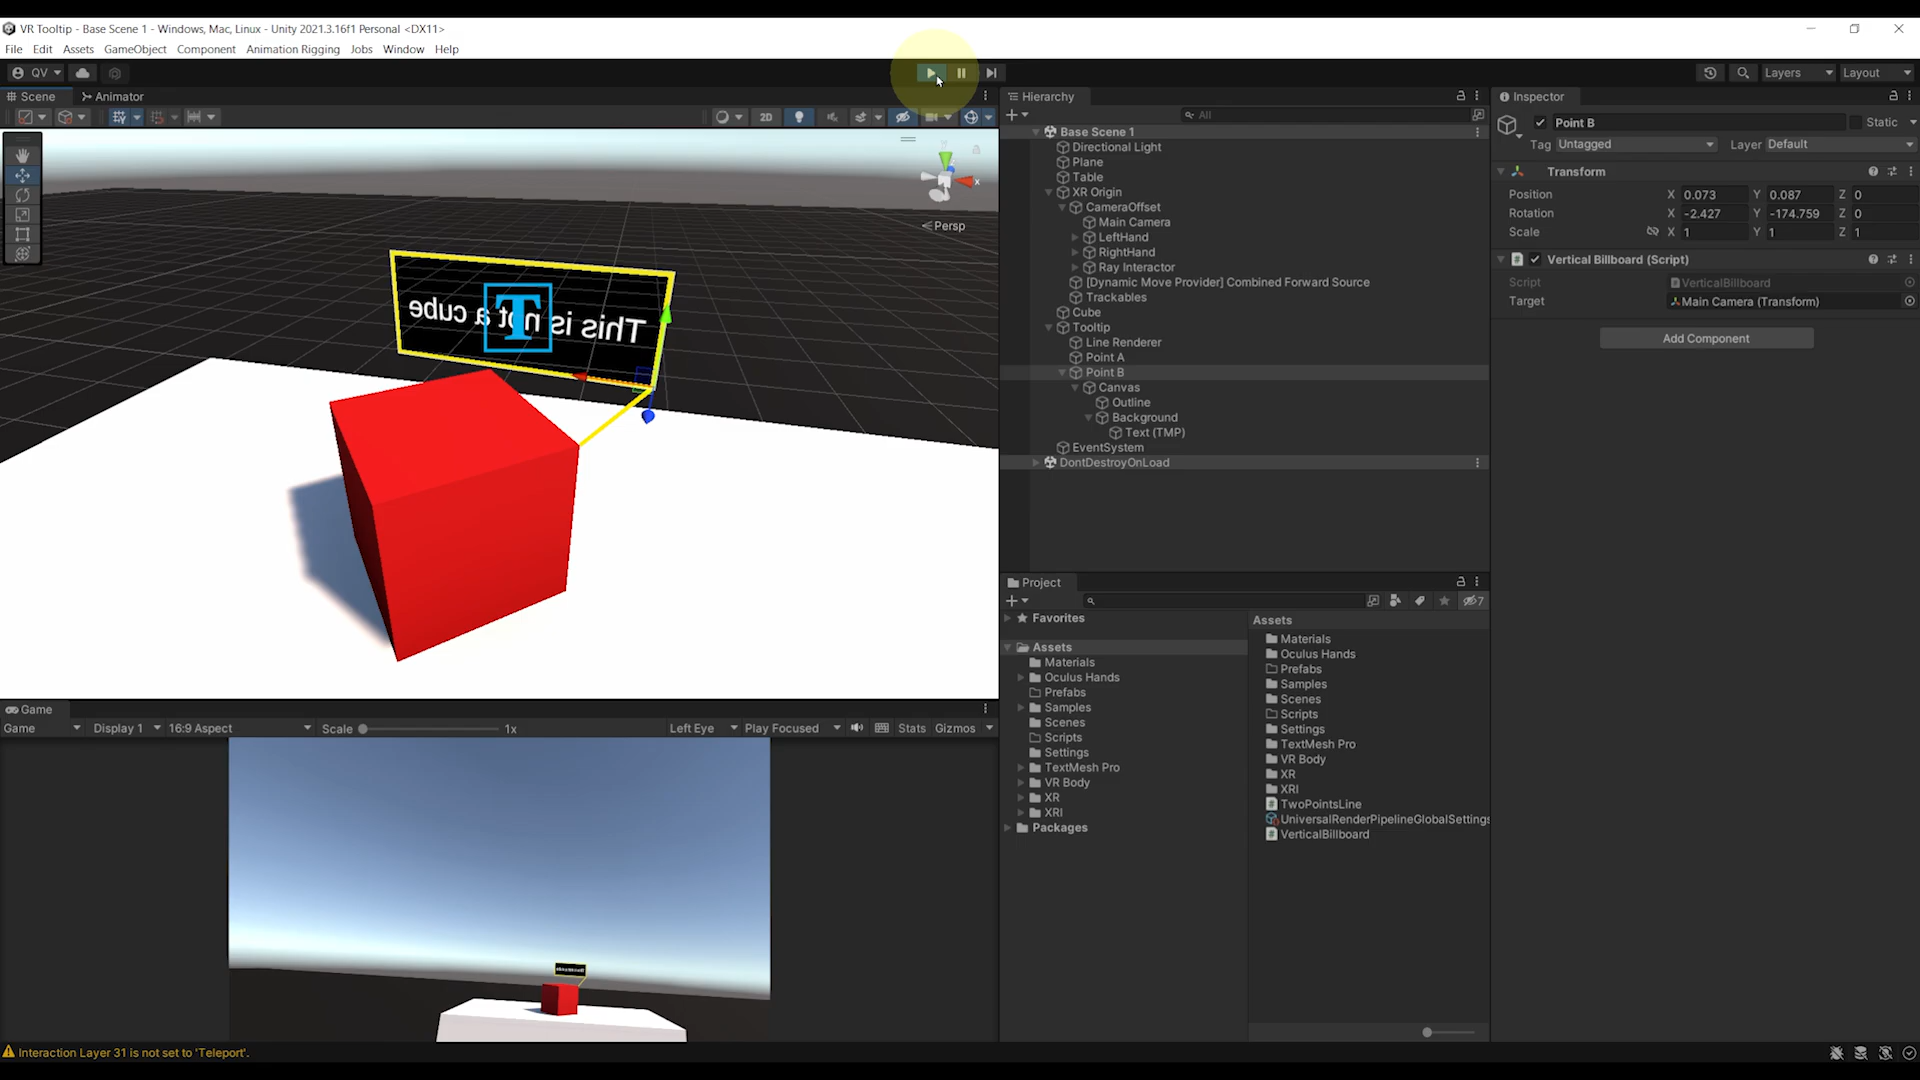 VR Tooltip - Base Scene 1 - Windows, Mac, Linux - Unity 2021.3.16f1 Personal <DX11>
File Edit Assets GameObject Component Animation Rigging Jobs Window Help
QV Layers Layout
Scene Animator
2D
Persp
x
This is not a cube
T
Game
Game Display 1 16:9 Aspect Scale 1x Left Eye Play Focused Stats Gizmos
Hierarchy
All
Base Scene 1
Directional Light
Plane
Table
XR Origin
CameraOffset
Main Camera
LeftHand
RightHand
Ray Interactor
[Dynamic Move Provider] Combined Forward Source
Trackables
Cube
Tooltip
Line Renderer
Point A
Point B
Canvas
Outline
Background
Text (TMP)
EventSystem
DontDestroyOnLoad
Project
7
Favorites
Assets
Materials
Oculus Hands
Prefabs
Samples
Scenes
Scripts
Settings
TextMesh Pro
VR Body
XR
XRI
Packages
Assets
Materials
Oculus Hands
Prefabs
Samples
Scenes
Scripts
Settings
TextMesh Pro
VR Body
XR
XRI
TwoPointsLine
UniversalRenderPipelineGlobalSettings
VerticalBillboard
Inspector
Point B Static
Tag Untagged Layer Default
Transform
Position X 0.073 Y 0.087 Z 0
Rotation X -2.427 Y -174.759 Z 0
Scale X 1 Y 1 Z 1
Vertical Billboard (Script)
Script VerticalBillboard
Target Main Camera (Transform)
Add Component
Interaction Layer 31 is not set to 'Teleport'.